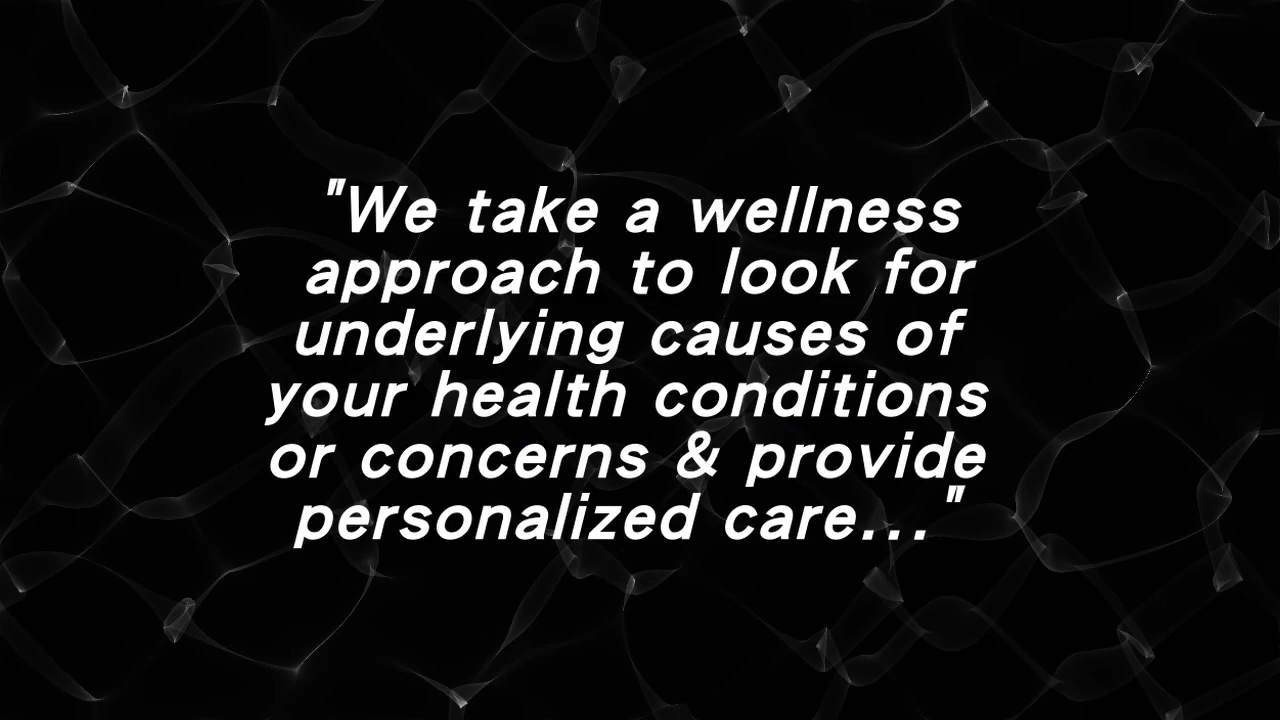 "We take a wellness
approach to look for
underlying causes of
your health conditions
or concerns & provide
personalized care..."